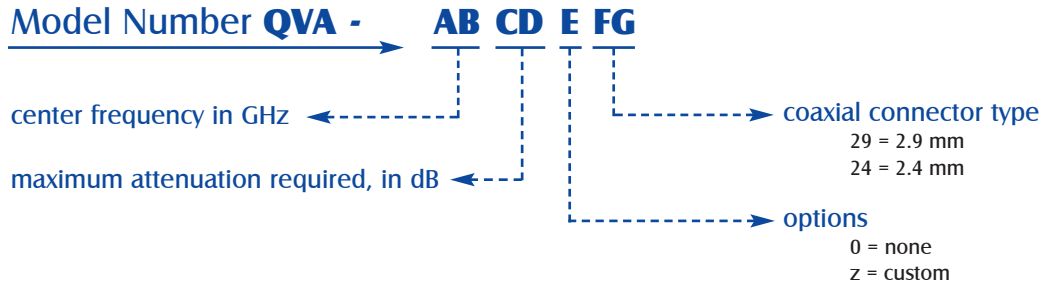 Model Number QVA - AB CD E FG
center frequency in GHz
coaxial connector type
29 = 2.9 mm
24 = 2.4 mm
maximum attenuation required, in dB
options
0 = none
z = custom